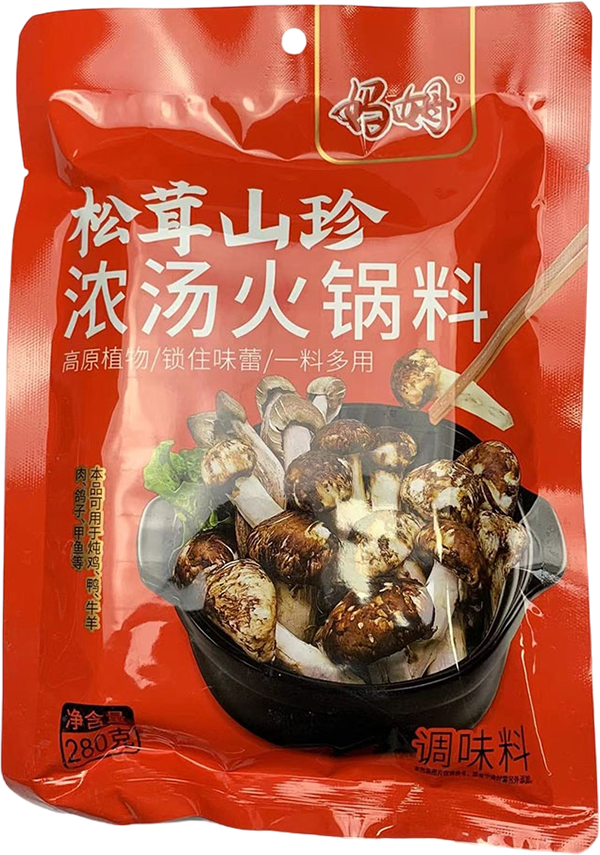 妈姆®
松茸山珍
浓汤火锅料
高原植物/锁住味蕾/一料多用
本品可用于炖鸡、鸭、牛羊
肉、鸽子、甲鱼等
净含量
280克
调味料